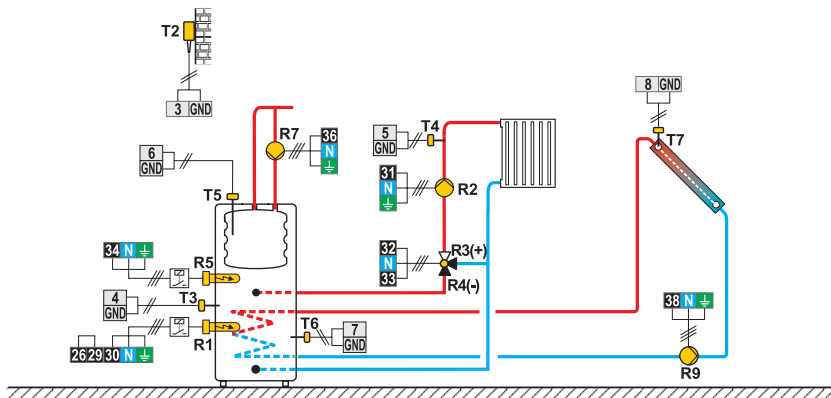 T2
3 GND
8 GND
R7
36
N
6
GND
5
GND
T4
T7
T5
31
N
R2
34 N
R5
32
N
33
R3(+)
R4(-)
4
GND
T3
T6
7
GND
38 N
R1
26 29 30 N
R9